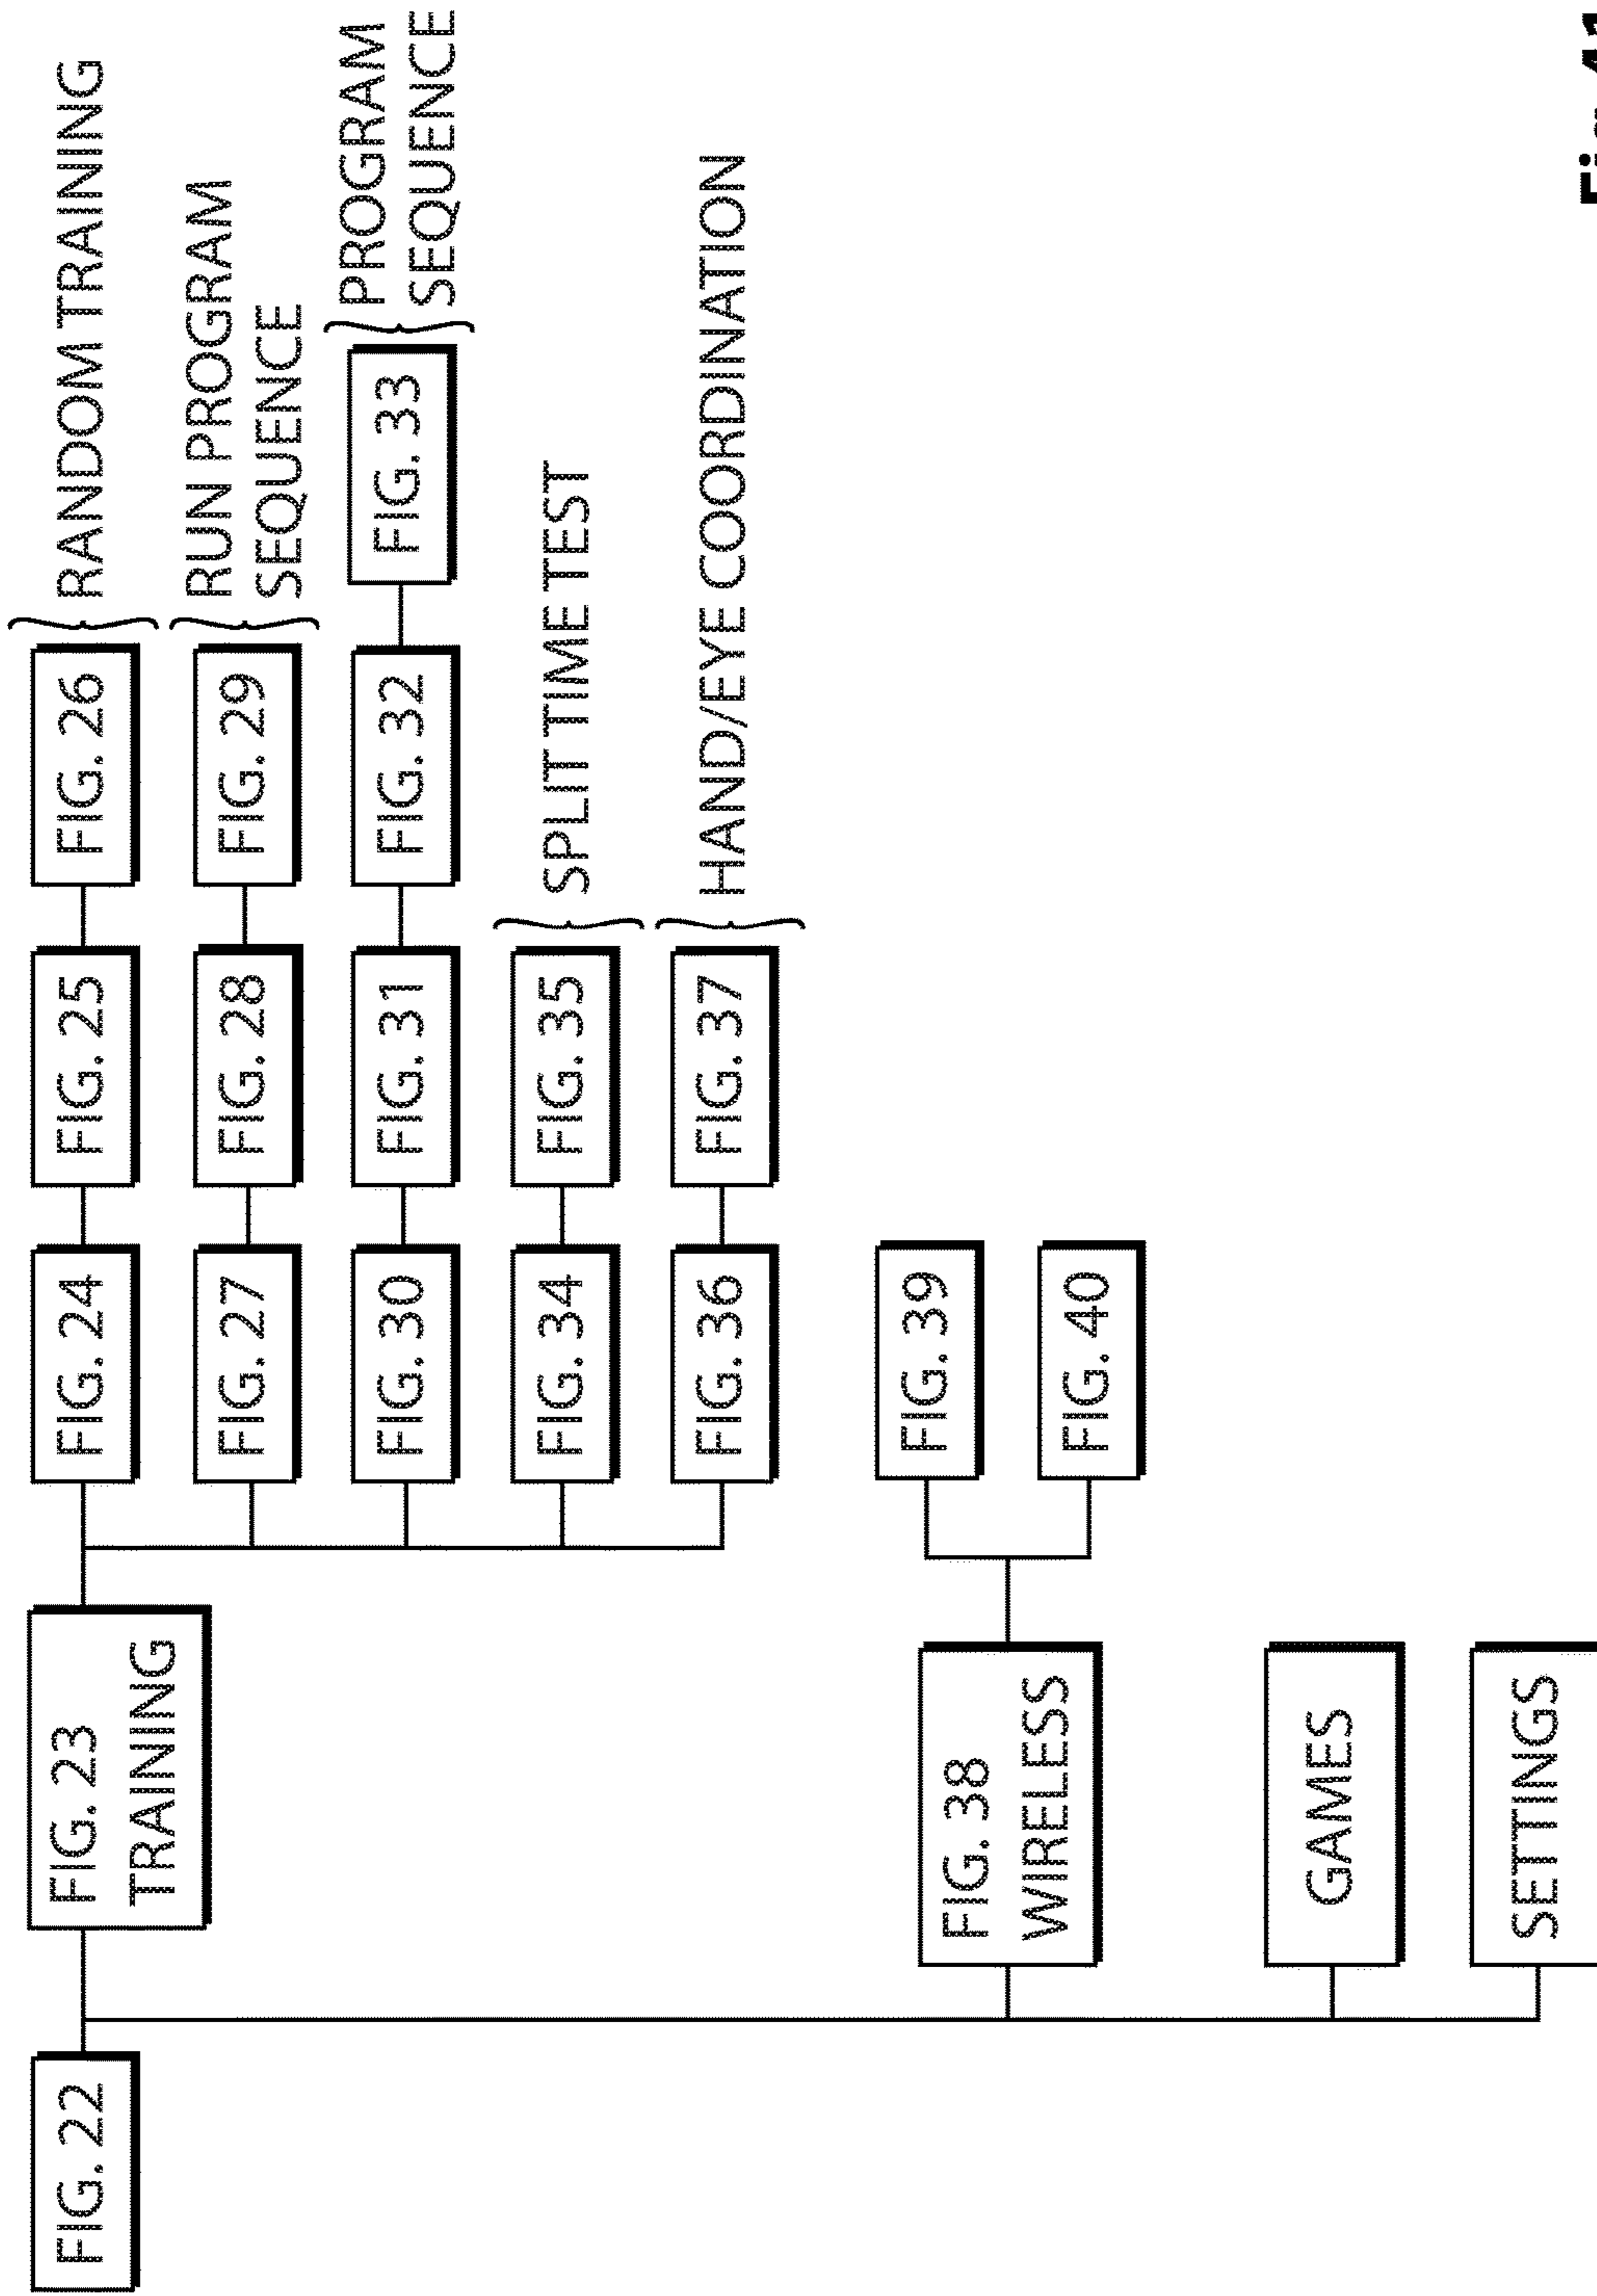 FIG. 22
FIG. 23
TRAINING
FIG. 24
FIG. 25
FIG. 26
RANDOM TRAINING
FIG. 27
FIG. 28
FIG. 29
RUN PROGRAM
SEQUENCE
FIG. 30
FIG. 31
FIG. 32
FIG. 33
PROGRAM
SEQUENCE
FIG. 34
FIG. 35
SPLIT TIME TEST
FIG. 36
FIG. 37
HAND/EYE COORDINATION
FIG. 38
WIRELESS
FIG. 39
FIG. 40
GAMES
SETTINGS